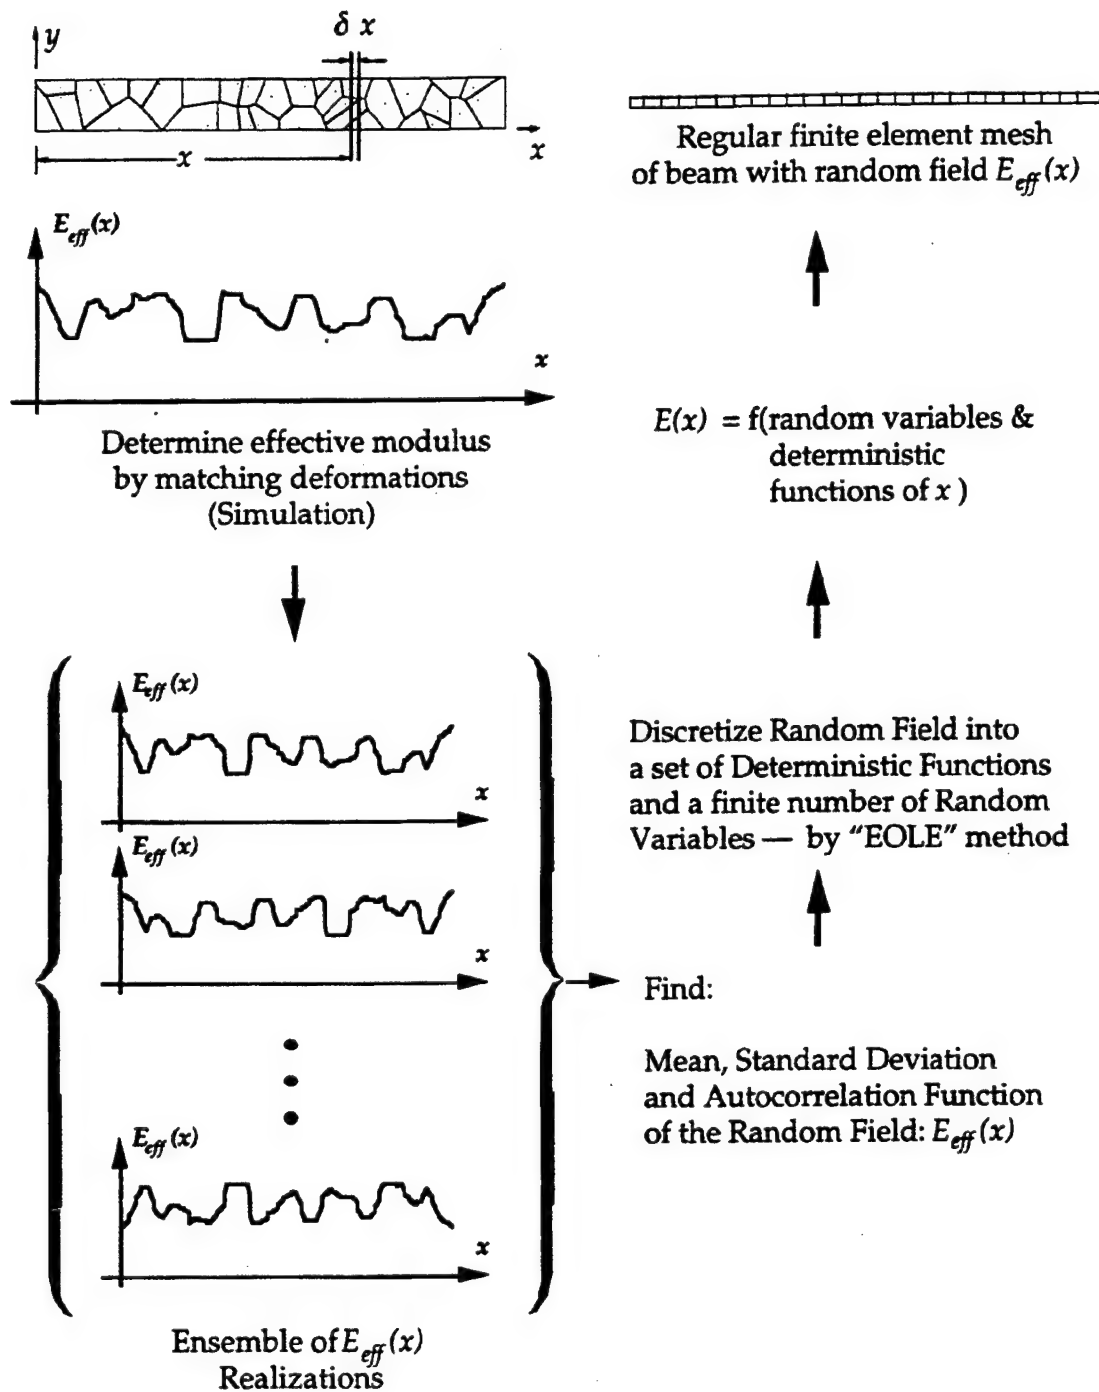 y
δ x
x
x
E_eff(x)
x
Determine effective modulus
by matching deformations
(Simulation)
E_eff(x)
x
E_eff(x)
x
E_eff(x)
x
Ensemble of E_eff(x)
Realizations
Find:
Mean, Standard Deviation
and Autocorrelation Function
of the Random Field: E_eff(x)
Discretize Random Field into
a set of Deterministic Functions
and a finite number of Random
Variables — by "EOLE" method
E(x) = f(random variables &
deterministic
functions of x )
Regular finite element mesh
of beam with random field E_eff(x)